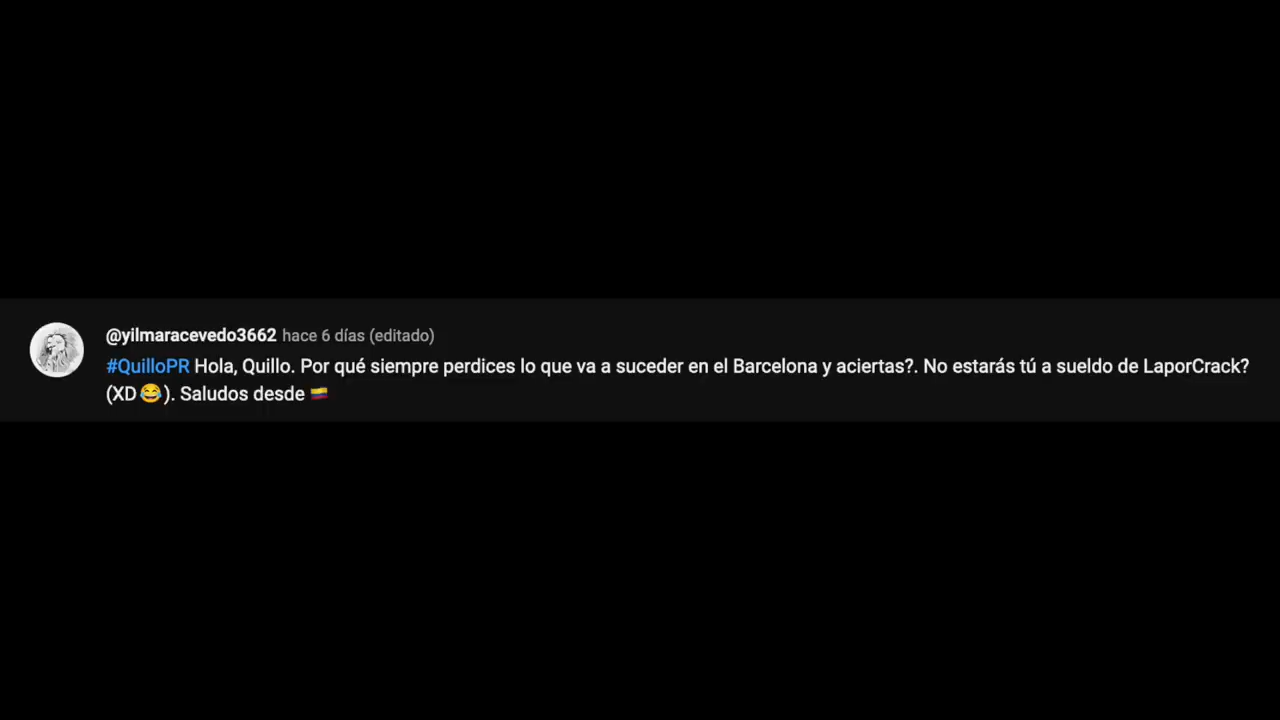 @yilmaracevedo3662 hace 6 días (editado)
#QuilloPR Hola, Quillo. Por qué siempre perdices lo que va a suceder en el Barcelona y aciertas?. No estarás tú a sueldo de LaporCrack?
(XD😂). Saludos desde 🇨🇴